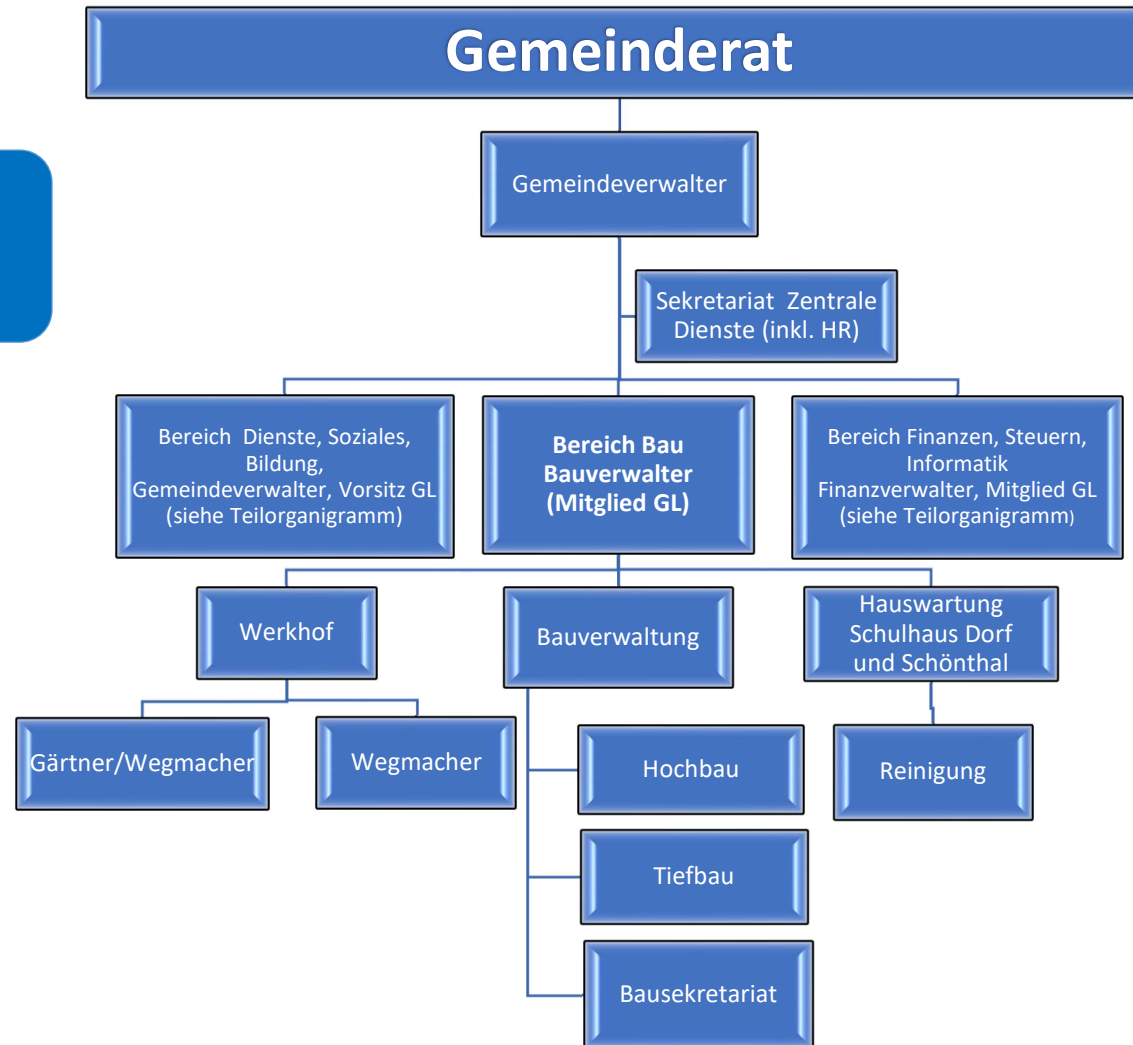 Gemeinderat
Gemeindeverwalter
Sekretariat Zentrale
Dienste (inkl. HR)
Bereich Dienste, Soziales,
Bildung,
Gemeindeverwalter, Vorsitz GL
(siehe Teilorganigramm)
Bereich Bau
Bauverwalter
(Mitglied GL)
Bereich Finanzen, Steuern,
Informatik
Finanzverwalter, Mitglied GL
(siehe Teilorganigramm)
Werkhof
Bauverwaltung
Hauswartung
Schulhaus Dorf
und Schönthal
Gärtner/Wegmacher
Wegmacher
Hochbau
Reinigung
Tiefbau
Bausekretariat